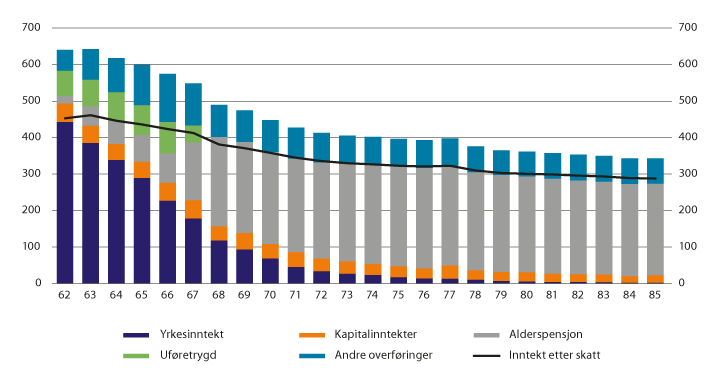 700 700
600 600
500 500
400 400
300 300
200 200
100 100
0 0
62 63 64 65 66 67 68 69 70 71 72 73 74 75 76 77 78 79 80 81 82 83 84 85
Yrkesinntekt Kapitalinntekter Alderspensjon
Uføretrygd Andre overføringer Inntekt etter skatt